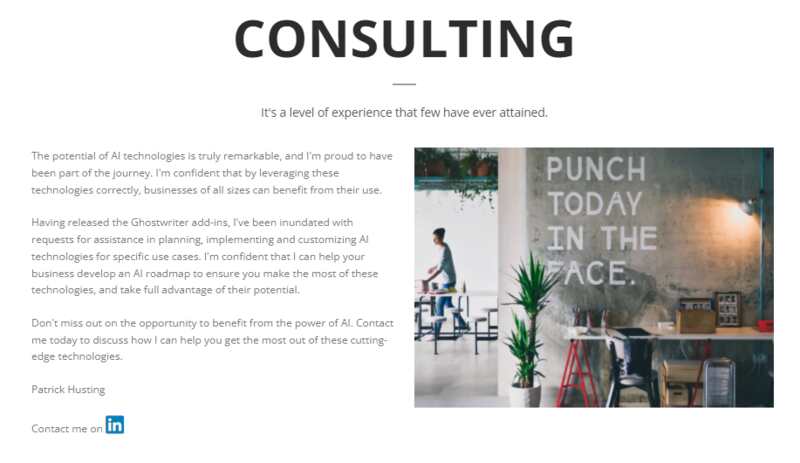 CONSULTING
It's a level of experience that few have ever attained.
The potential of AI technologies is truly remarkable, and I'm proud to have
been part of the journey. I'm confident that by leveraging these
technologies correctly, businesses of all sizes can benefit from their use.
Having released the Ghostwriter add-ins, I've been inundated with
requests for assistance in planning, implementing and customizing AI
technologies for specific use cases. I'm confident that I can help your
business develop an AI roadmap to ensure you make the most of these
technologies, and take full advantage of their potential.
Don't miss out on the opportunity to benefit from the power of AI. Contact
me today to discuss how I can help you get the most out of these cutting-
edge technologies.
Patrick Husting
Contact me on in
PUNCH
TODAY
IN THE
FACE.